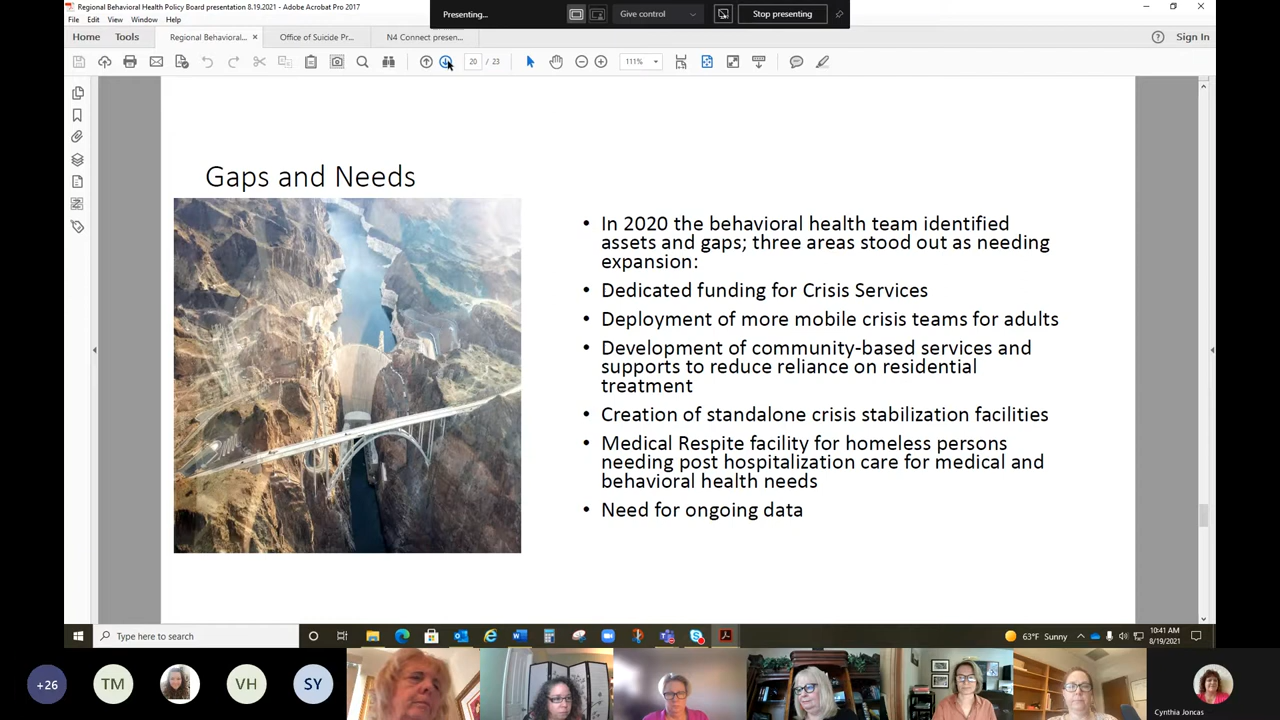 Regional Behavioral Health Policy Board presentation 8.19.2021 - Adobe Acrobat Pro 2017
Presenting...
Give control
Stop presenting
File Edit View Window Help
Home Tools Regional Behavioral... × Office of Suicide Pr... N4 Connect presen... Sign In
20 / 23 111%
Gaps and Needs
• In 2020 the behavioral health team identified
assets and gaps; three areas stood out as needing
expansion:
• Dedicated funding for Crisis Services
• Deployment of more mobile crisis teams for adults
• Development of community-based services and
supports to reduce reliance on residential
treatment
• Creation of standalone crisis stabilization facilities
• Medical Respite facility for homeless persons
needing post hospitalization care for medical and
behavioral health needs
• Need for ongoing data
Type here to search
63°F Sunny
10:41 AM
8/19/2021
+26
TM
VH
SY
Cynthia Joncas